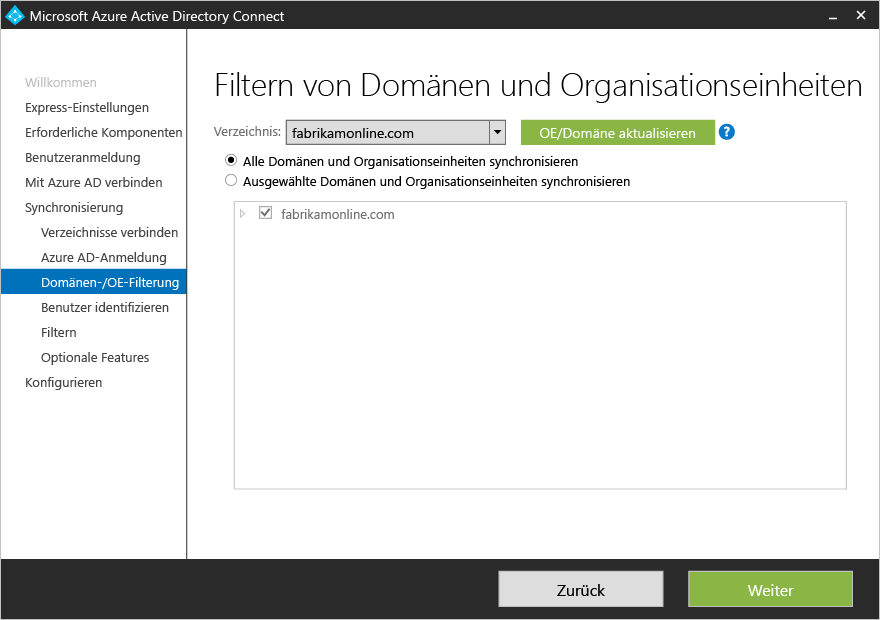 Microsoft Azure Active Directory Connect
Willkommen
Express-Einstellungen
Erforderliche Komponenten
Benutzeranmeldung
Mit Azure AD verbinden
Synchronisierung
Verzeichnisse verbinden
Azure AD-Anmeldung
Domänen-/OE-Filterung
Benutzer identifizieren
Filtern
Optionale Features
Konfigurieren
Filtern von Domänen und Organisationseinheiten
Verzeichnis: fabrikamonline.com OE/Domäne aktualisieren ?
Alle Domänen und Organisationseinheiten synchronisieren
Ausgewählte Domänen und Organisationseinheiten synchronisieren
fabrikamonline.com
Zurück Weiter